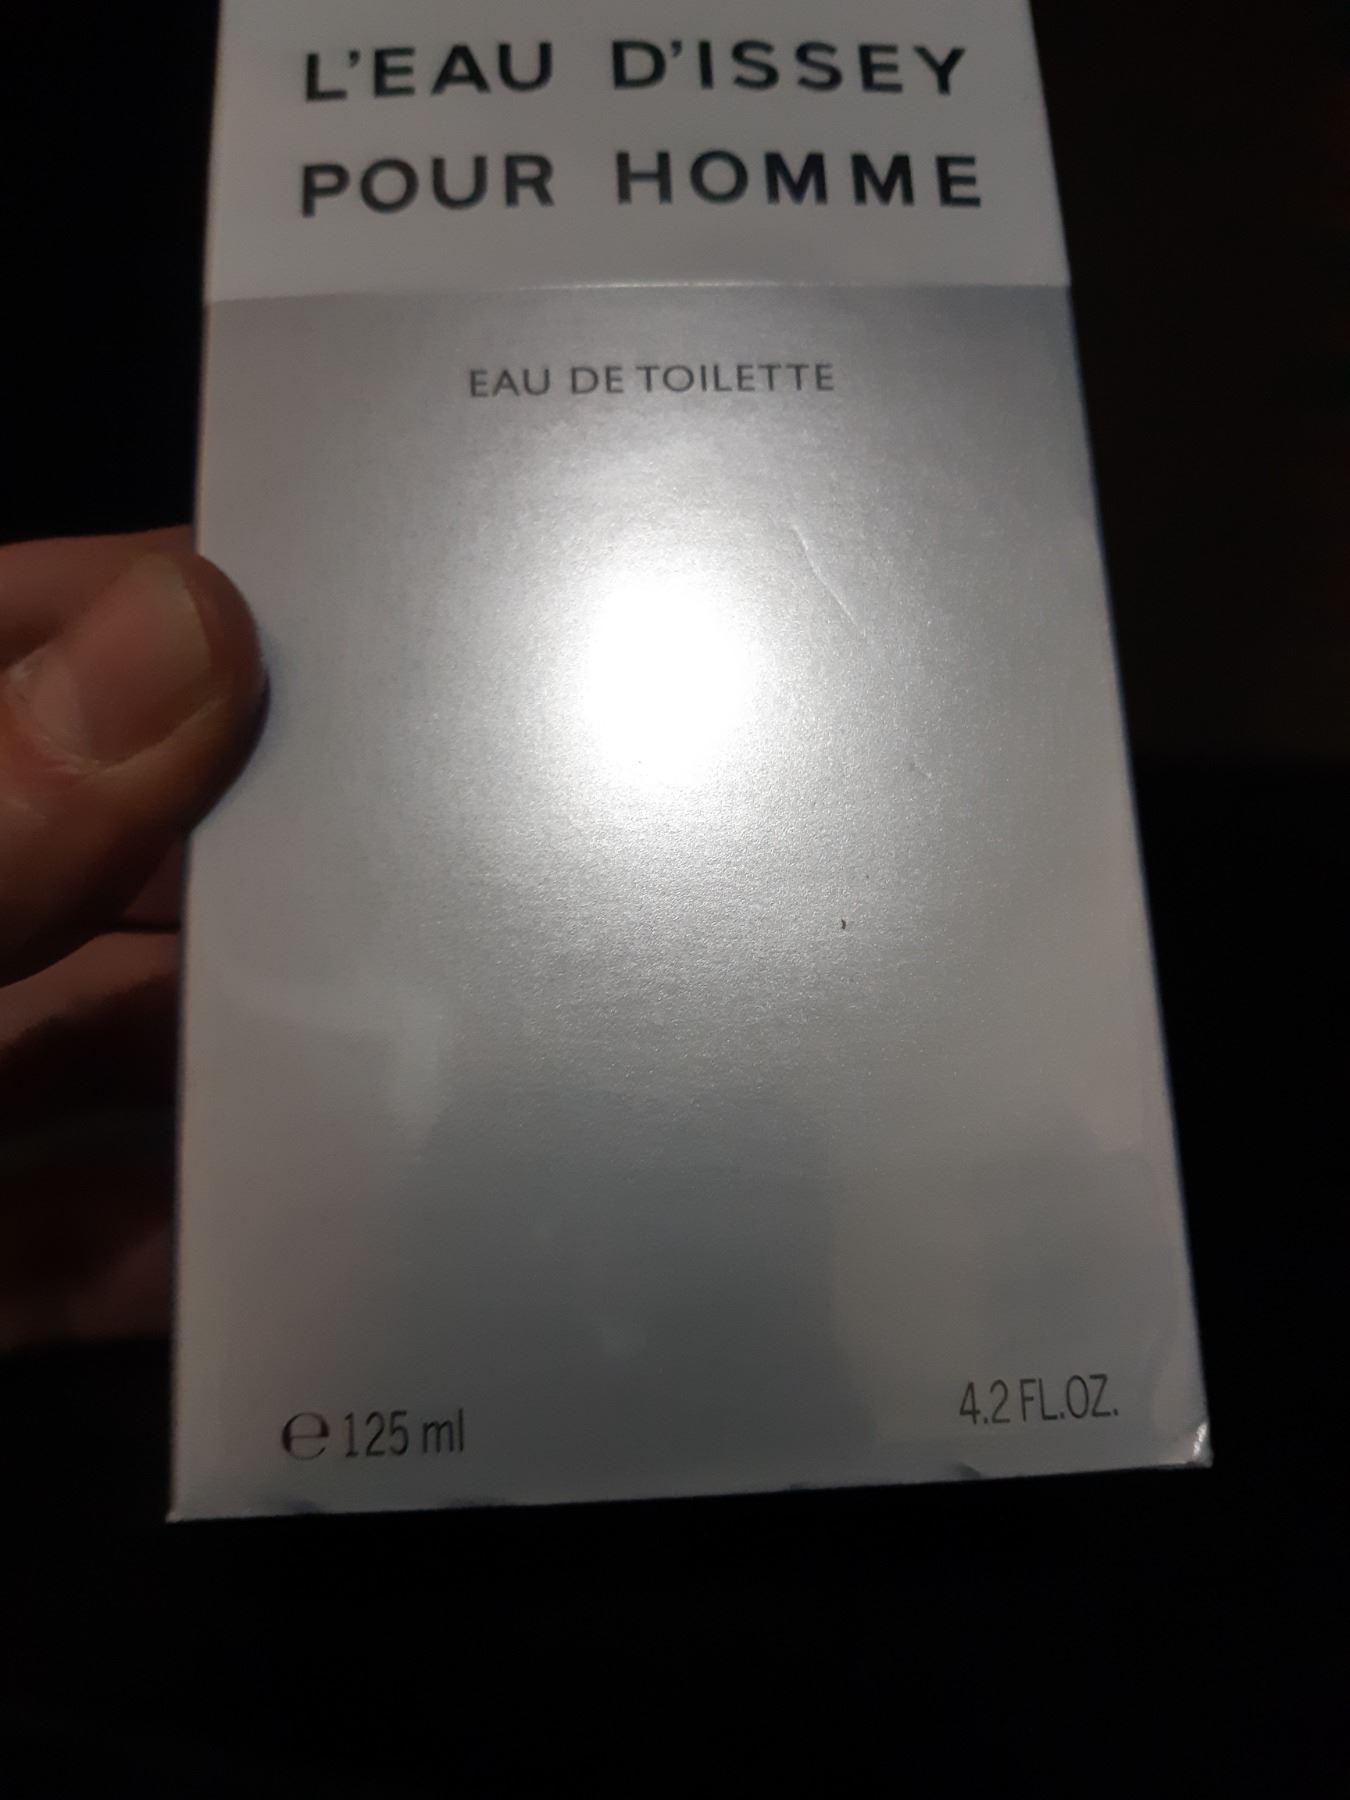 L'EAU D'ISSEY
POUR HOMME
EAU DE TOILETTE
℮ 125 ml
4.2 FL.OZ.